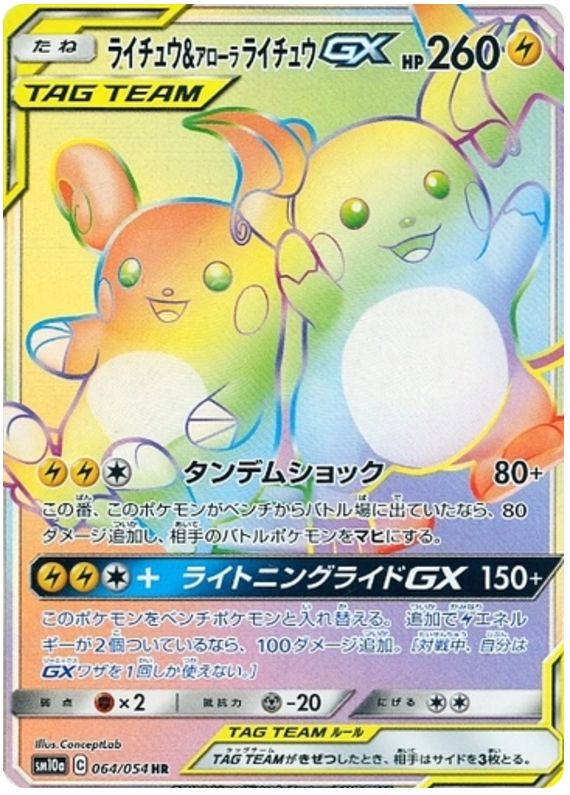 たね ライチュウ&アローラライチュウGX HP260
TAG TEAM
タンデムショック 80+
この番、このポケモンがベンチからバトル場に出ていたなら、80
ダメージ追加し、相手のバトルポケモンをマヒにする。
+ ライトニングライドGX 150+
このポケモンをベンチポケモンと入れ替える。追加でエネル
ギーが2個ついているなら、100ダメージ追加。[対戦中、自分は
GXワザを1回しか使えない。]
弱点 ×2 抵抗力 -20 にげる
TAG TEAM ルール
Illus.ConceptLab
TAG TEAMがきぜつしたとき、相手はサイドを3枚とる。
sm10a C 064/054 HR